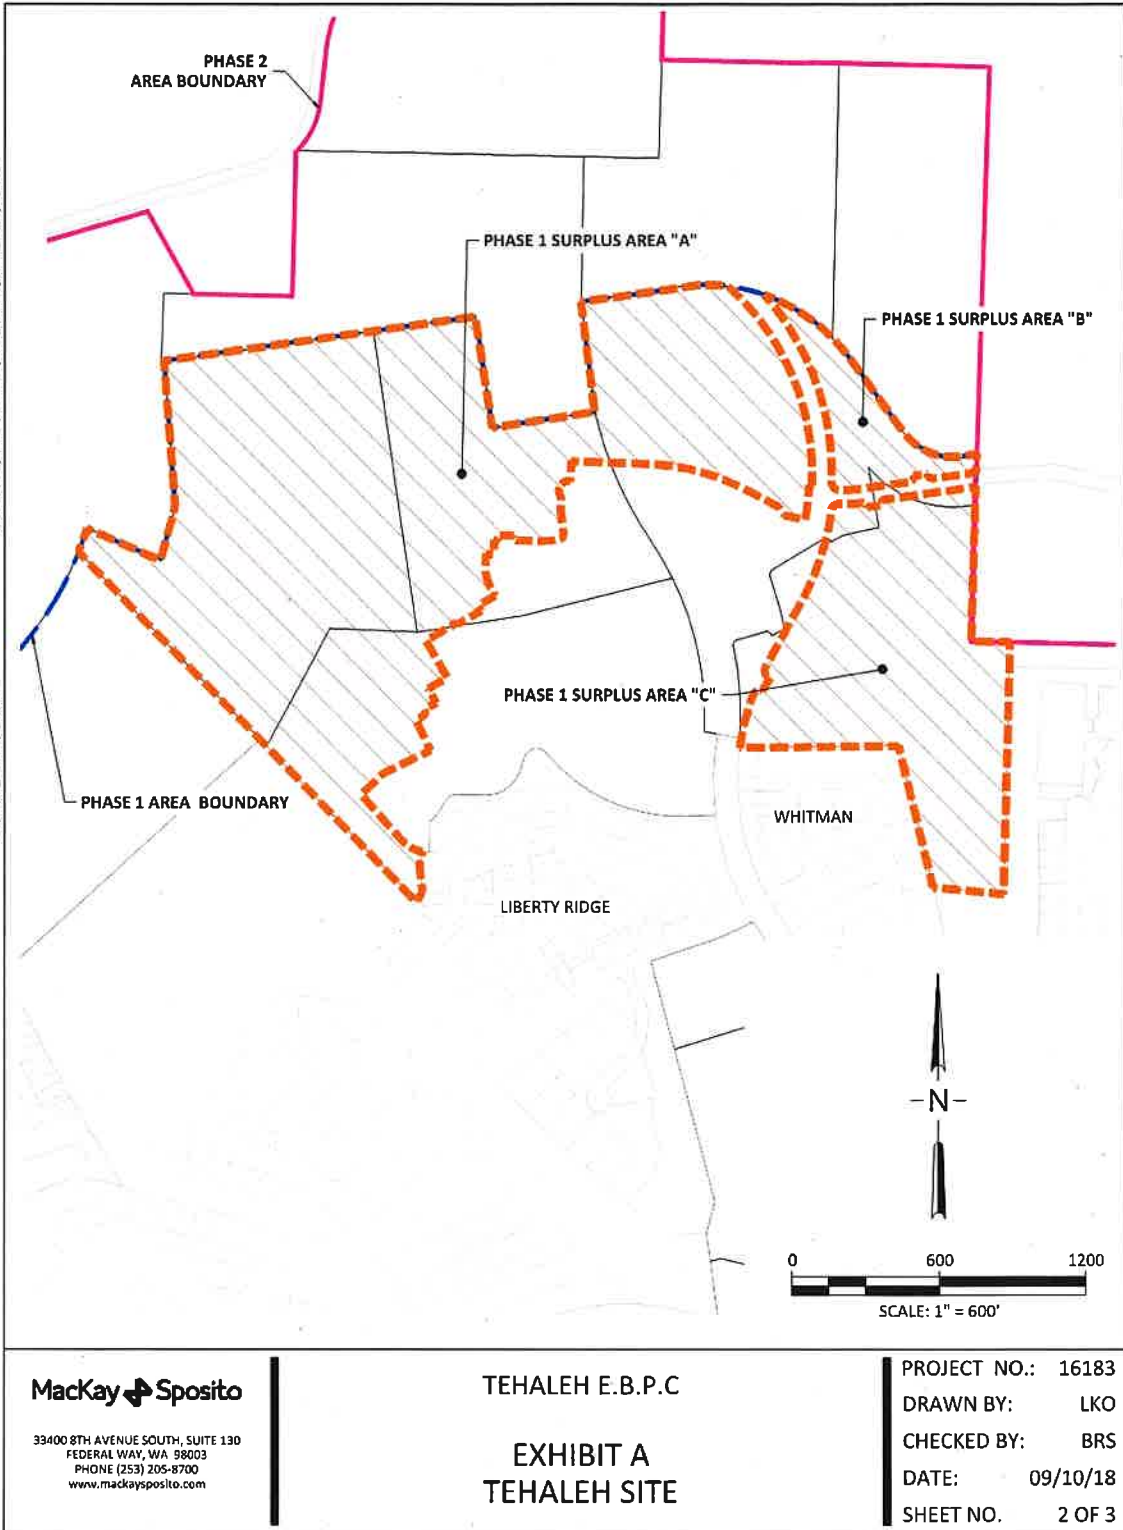 PHASE 2
AREA BOUNDARY
PHASE 1 SURPLUS AREA "A"
PHASE 1 SURPLUS AREA "B"
PHASE 1 SURPLUS AREA "C"
PHASE 1 AREA BOUNDARY
WHITMAN
LIBERTY RIDGE
-N-
0 600 1200
SCALE: 1" = 600'
MacKay Sposito
33400 8TH AVENUE SOUTH, SUITE 130
FEDERAL WAY, WA 98003
PHONE (253) 205-8700
www.mackaysposito.com
TEHALEH E.B.P.C
EXHIBIT A
TEHALEH SITE
PROJECT NO.: 16183
DRAWN BY: LKO
CHECKED BY: BRS
DATE: 09/10/18
SHEET NO. 2 OF 3